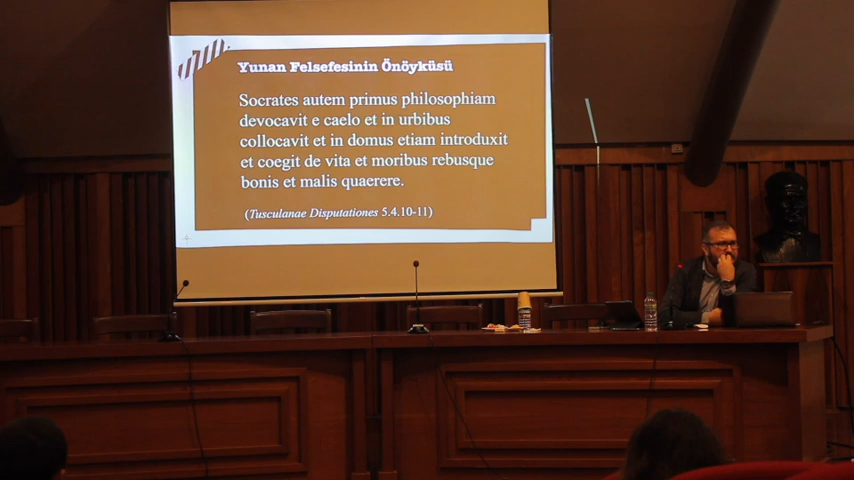 Yunan Felsefesinin Önöyküsü
Socrates autem primus philosophiam
devocavit e caelo et in urbibus
collocavit et in domus etiam introduxit
et coegit de vita et moribus rebusque
bonis et malis quaerere.
(Tusculanae Disputationes 5.4.10-11)